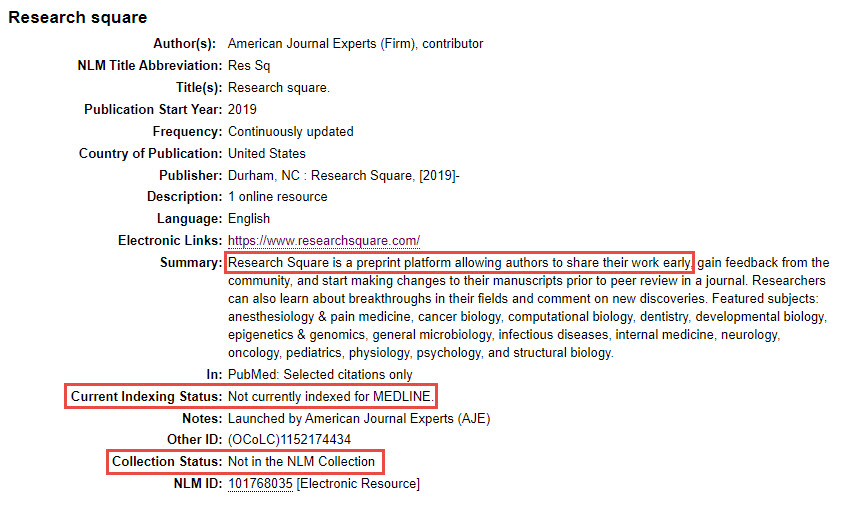 Research square
Author(s): American Journal Experts (Firm), contributor
NLM Title Abbreviation: Res Sq
Title(s): Research square.
Publication Start Year: 2019
Frequency: Continuously updated
Country of Publication: United States
Publisher: Durham, NC : Research Square, [2019]-
Description: 1 online resource
Language: English
Electronic Links: https://www.researchsquare.com/
Summary: Research Square is a preprint platform allowing authors to share their work early, gain feedback from the
community, and start making changes to their manuscripts prior to peer review in a journal. Researchers
can also learn about breakthroughs in their fields and comment on new discoveries. Featured subjects:
anesthesiology & pain medicine, cancer biology, computational biology, dentistry, developmental biology,
epigenetics & genomics, general microbiology, infectious diseases, internal medicine, neurology,
oncology, pediatrics, physiology, psychology, and structural biology.
In: PubMed: Selected citations only
Current Indexing Status: Not currently indexed for MEDLINE.
Notes: Launched by American Journal Experts (AJE)
Other ID: (OCoLC)1152174434
Collection Status: Not in the NLM Collection
NLM ID: 101768035 [Electronic Resource]